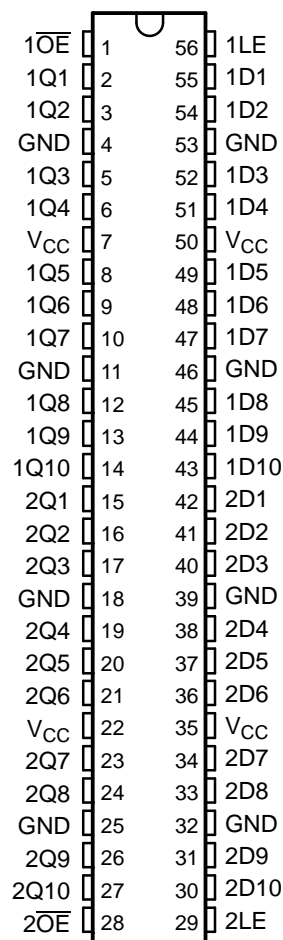 1O̅E̅ 1 56 1LE
1Q1 2 55 1D1
1Q2 3 54 1D2
GND 4 53 GND
1Q3 5 52 1D3
1Q4 6 51 1D4
VCC 7 50 VCC
1Q5 8 49 1D5
1Q6 9 48 1D6
1Q7 10 47 1D7
GND 11 46 GND
1Q8 12 45 1D8
1Q9 13 44 1D9
1Q10 14 43 1D10
2Q1 15 42 2D1
2Q2 16 41 2D2
2Q3 17 40 2D3
GND 18 39 GND
2Q4 19 38 2D4
2Q5 20 37 2D5
2Q6 21 36 2D6
VCC 22 35 VCC
2Q7 23 34 2D7
2Q8 24 33 2D8
GND 25 32 GND
2Q9 26 31 2D9
2Q10 27 30 2D10
2O̅E̅ 28 29 2LE